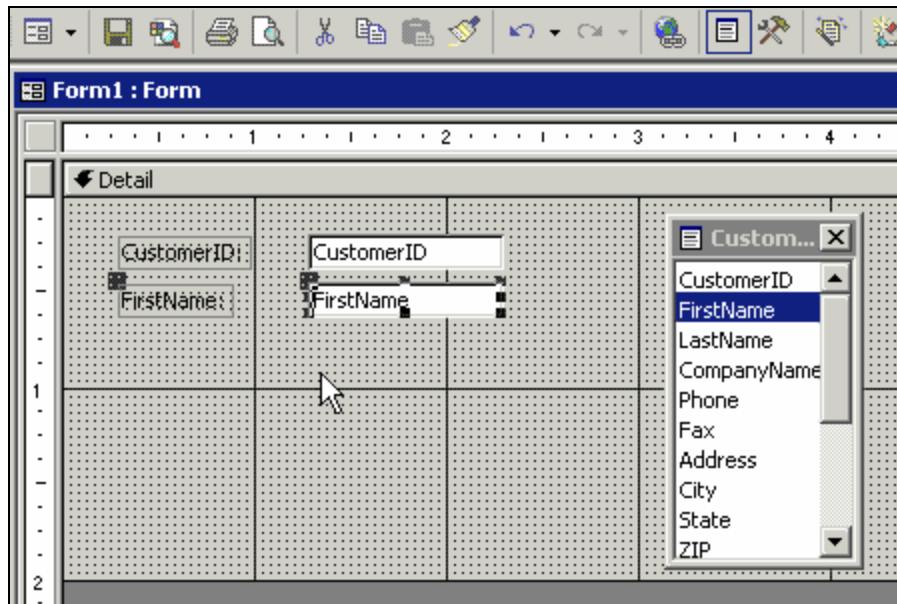 Form1 : Form
1 2 3 4
Detail
CustomerID: CustomerID
FirstName: FirstName
1
2
Custom...
CustomerID
FirstName
LastName
CompanyName
Phone
Fax
Address
City
State
ZIP